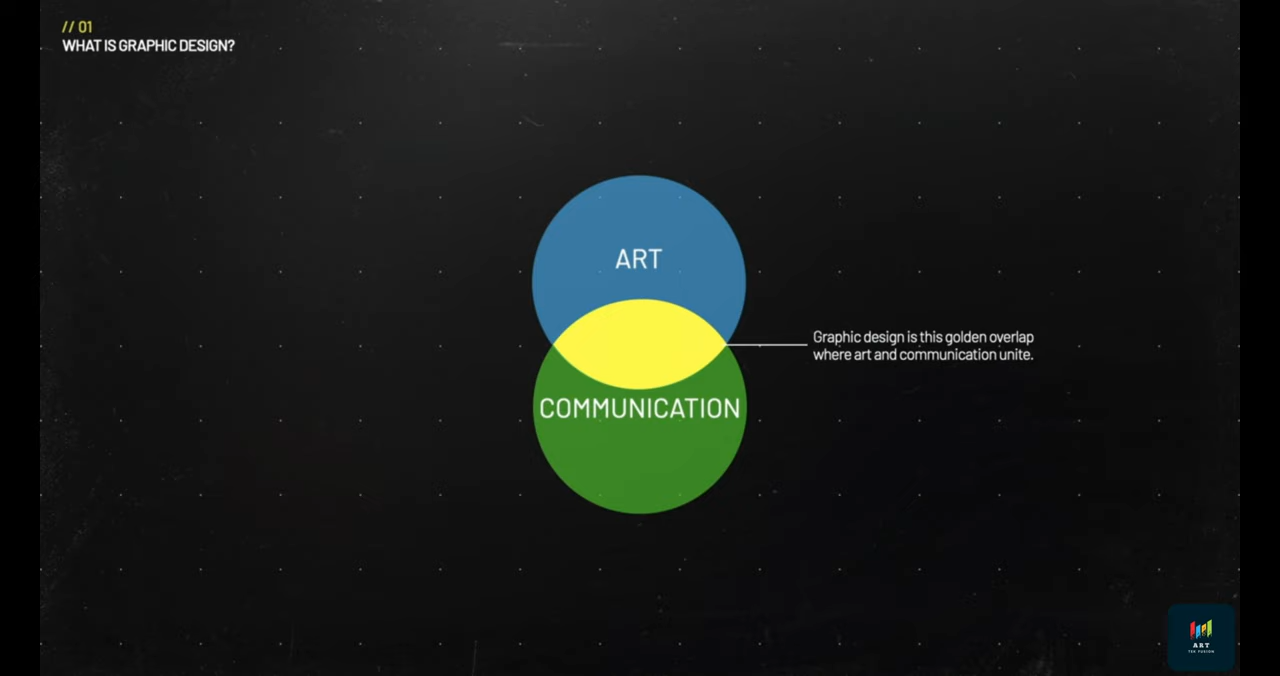 // 01
WHAT IS GRAPHIC DESIGN?
ART
Graphic design is this golden overlap
where art and communication unite.
COMMUNICATION
ART